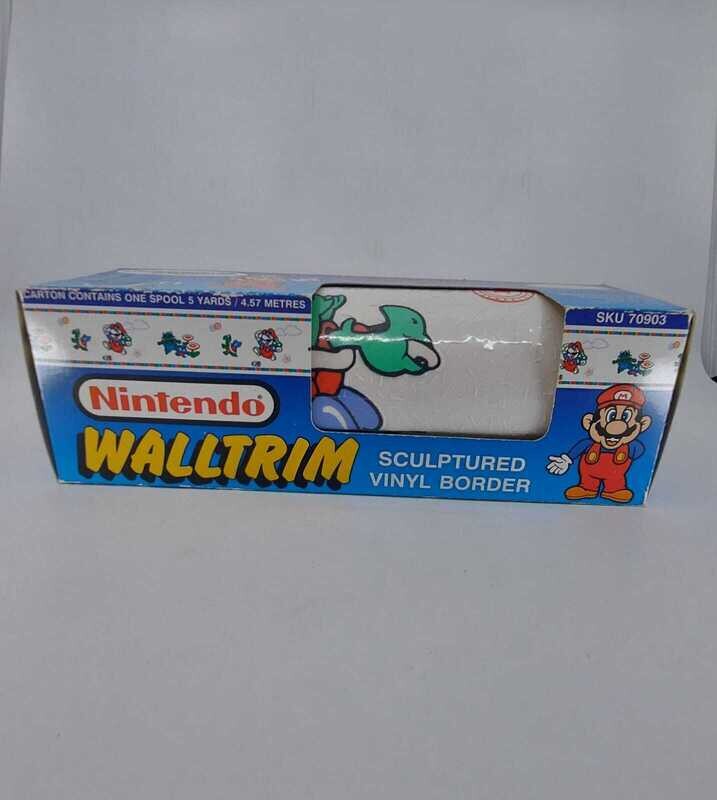 CARTON CONTAINS ONE SPOOL 5 YARDS / 4.57 METRES
SKU 70903
Nintendo®
WALLTRIM
SCULPTURED
VINYL BORDER
M